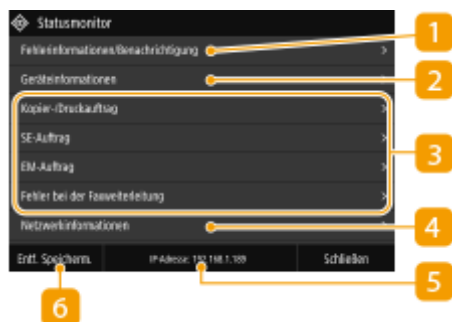 Statusmonitor
1
Fehlerinformationen/Benachrichtigung
Geräteinformationen
2
Kopier-/Druckauftrag
SE-Auftrag
3
EM-Auftrag
Fehler bei der Faxweiterleitung
Netzwerkinformationen
4
Entf. Speicherm.
IP-Adresse: 192.168.1.189
Schließen
5
6